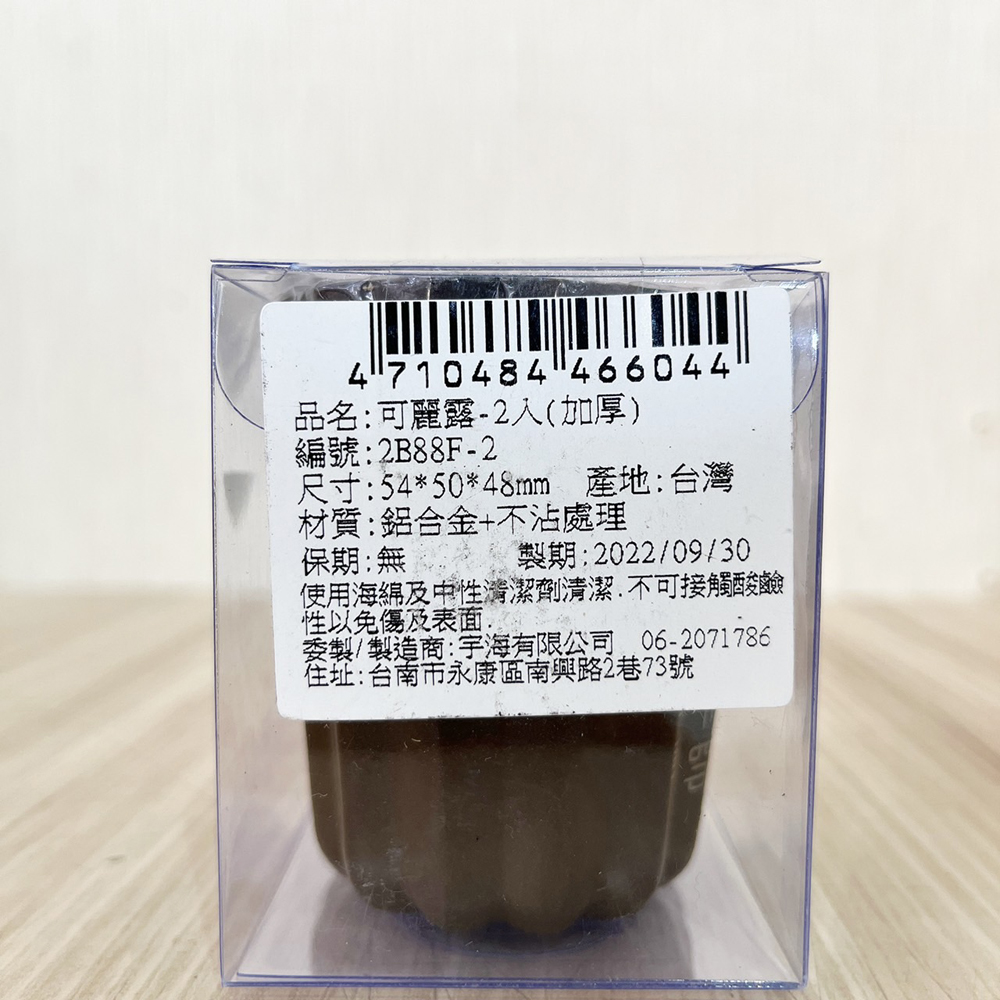 4 710484 466044
品名:可麗露-2入(加厚)
編號:2B88F-2
尺寸:54*50*48mm 產地:台灣
材質:鋁合金+不沾處理
保期:無 製期:2022/09/30
使用海綿及中性清潔劑清潔.不可接觸酸鹼
性以免傷及表面.
委製/製造商:宇海有限公司 06-2071786
住址:台南市永康區南興路2巷73號